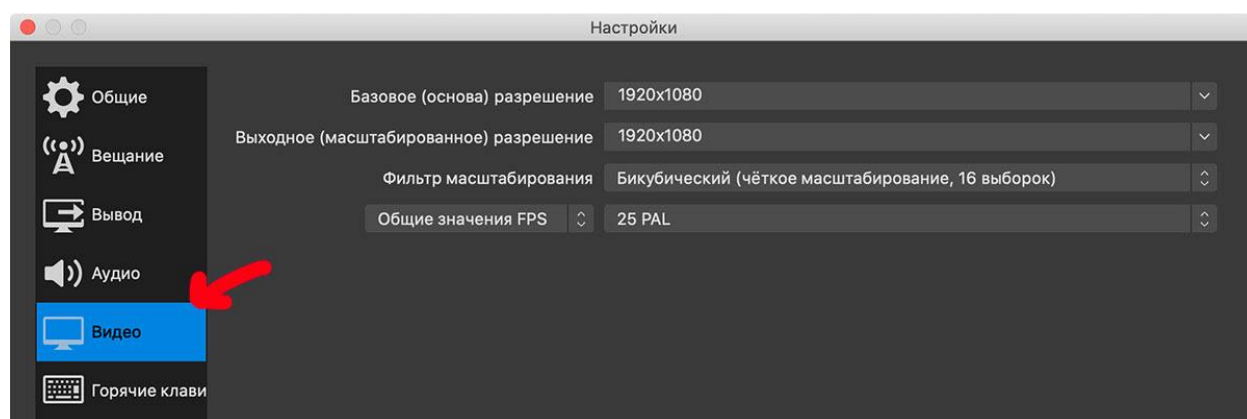 Настройки
Общие
Вещание
Вывод
Аудио
Видео
Горячие клави
Базовое (основа) разрешение 1920x1080
Выходное (масштабированное) разрешение 1920x1080
Фильтр масштабирования Бикубический (чёткое масштабирование, 16 выборок)
Общие значения FPS 25 PAL